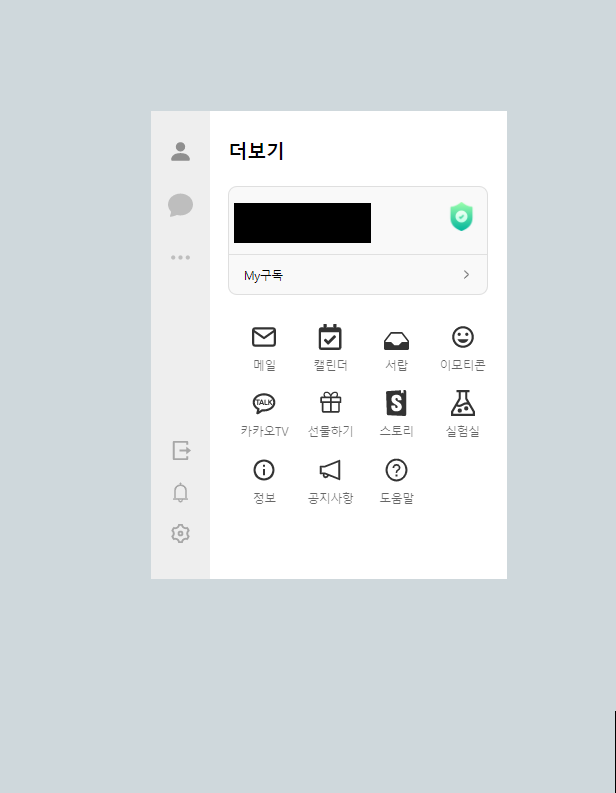 더보기
My구독
메일 캘린더 서랍 이모티콘
TALK
카카오TV 선물하기 스토리 실험실
정보 공지사항 도움말